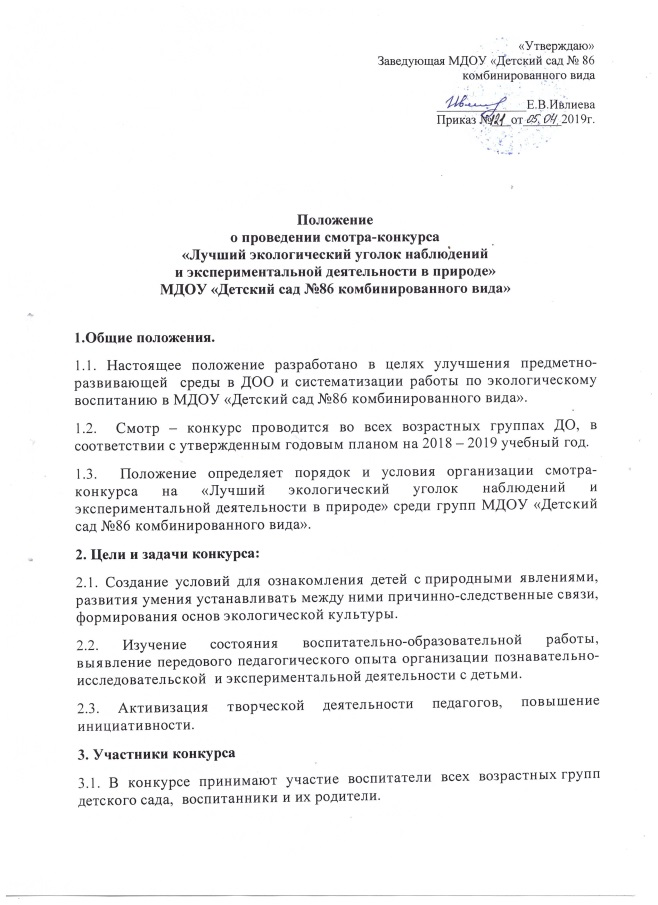 «Утверждаю»
Заведующая МДОУ «Детский сад № 86
комбинированного вида
____________Е.В.Ивлиева
Приказ №121 от 05.04 2019г.
Положение
о проведении смотра-конкурса
«Лучший экологический уголок наблюдений
и экспериментальной деятельности в природе»
МДОУ «Детский сад №86 комбинированного вида»
1.Общие положения.
1.1. Настоящее положение разработано в целях улучшения предметно-
развивающей среды в ДОО и систематизации работы по экологическому
воспитанию в МДОУ «Детский сад №86 комбинированного вида».
1.2. Смотр – конкурс проводится во всех возрастных группах ДО, в
соответствии с утвержденным годовым планом на 2018 – 2019 учебный год.
1.3. Положение определяет порядок и условия организации смотра-
конкурса на «Лучший экологический уголок наблюдений и
экспериментальной деятельности в природе» среди групп МДОУ «Детский
сад №86 комбинированного вида».
2. Цели и задачи конкурса:
2.1. Создание условий для ознакомления детей с природными явлениями,
развития умения устанавливать между ними причинно-следственные связи,
формирования основ экологической культуры.
2.2. Изучение состояния воспитательно-образовательной работы,
выявление передового педагогического опыта организации познавательно-
исследовательской и экспериментальной деятельности с детьми.
2.3. Активизация творческой деятельности педагогов, повышение
инициативности.
3. Участники конкурса
3.1. В конкурсе принимают участие воспитатели всех возрастных групп
детского сада, воспитанники и их родители.